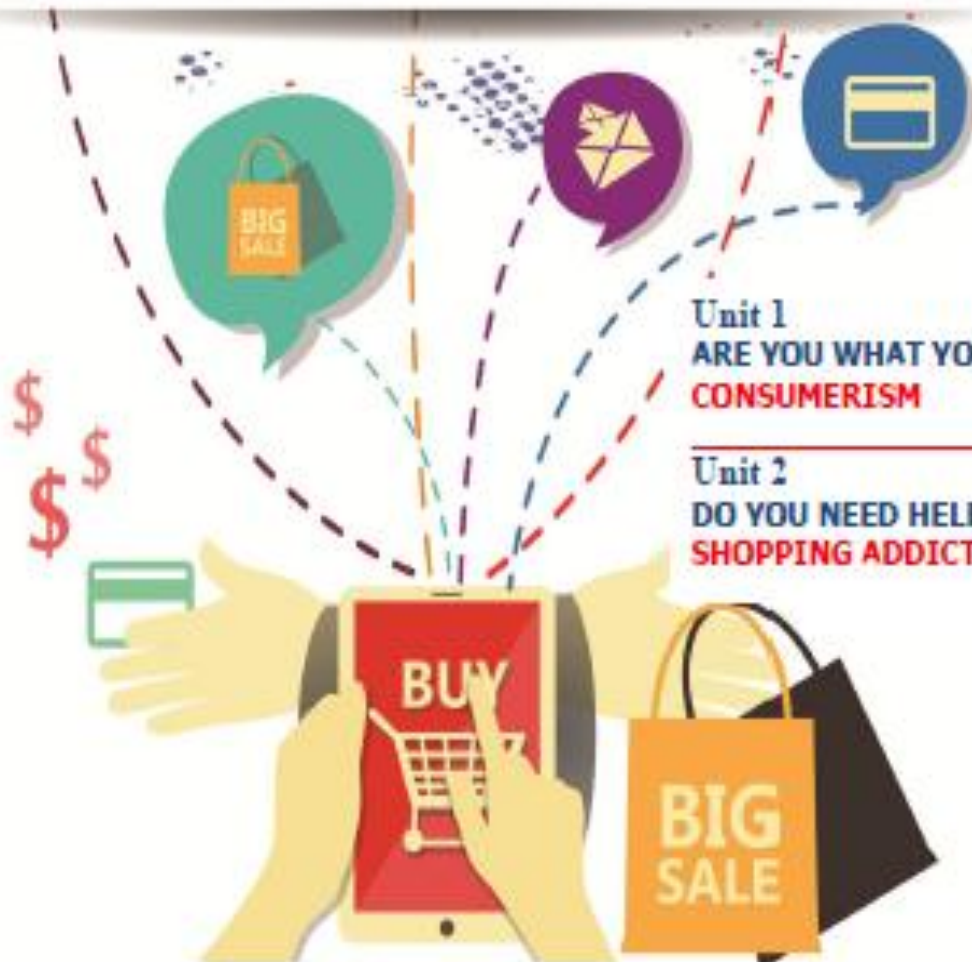 BIG
SALE
Unit 1
ARE YOU WHAT YO
CONSUMERISM
$
$
$
Unit 2
DO YOU NEED HEL
SHOPPING ADDICT
BUY
BIG
SALE